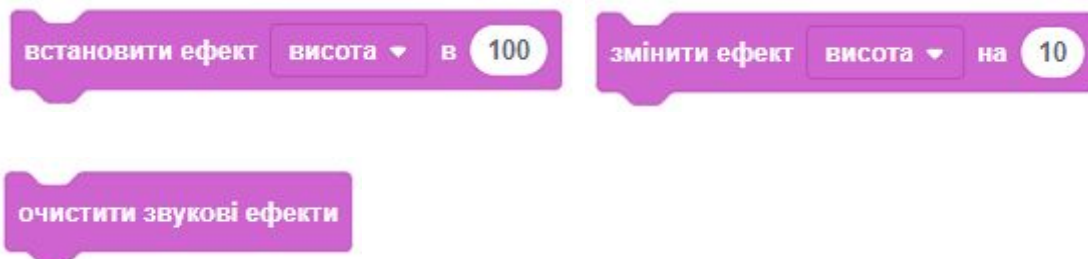 встановити ефект висота в 100
змінити ефект висота на 10
очистити звукові ефекти